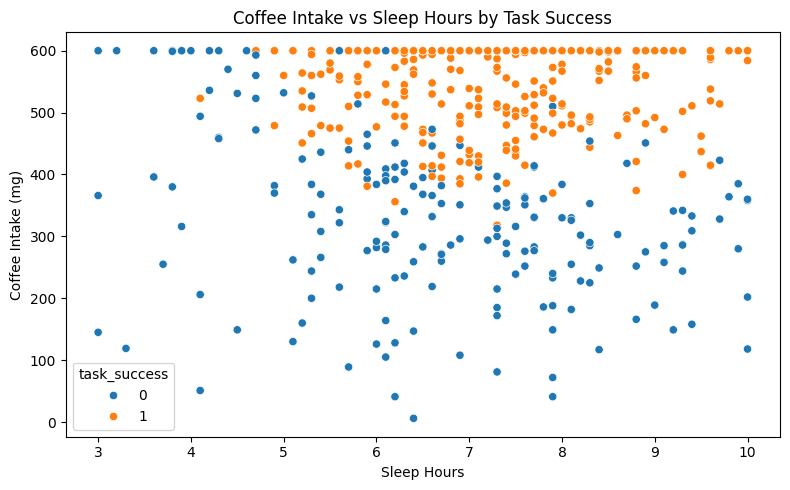 Coffee Intake vs Sleep Hours by Task Success
Coffee Intake (mg)
600
500
400
300
200
100
0
task_success
0
1
3 4 5 6 7 8 9 10
Sleep Hours